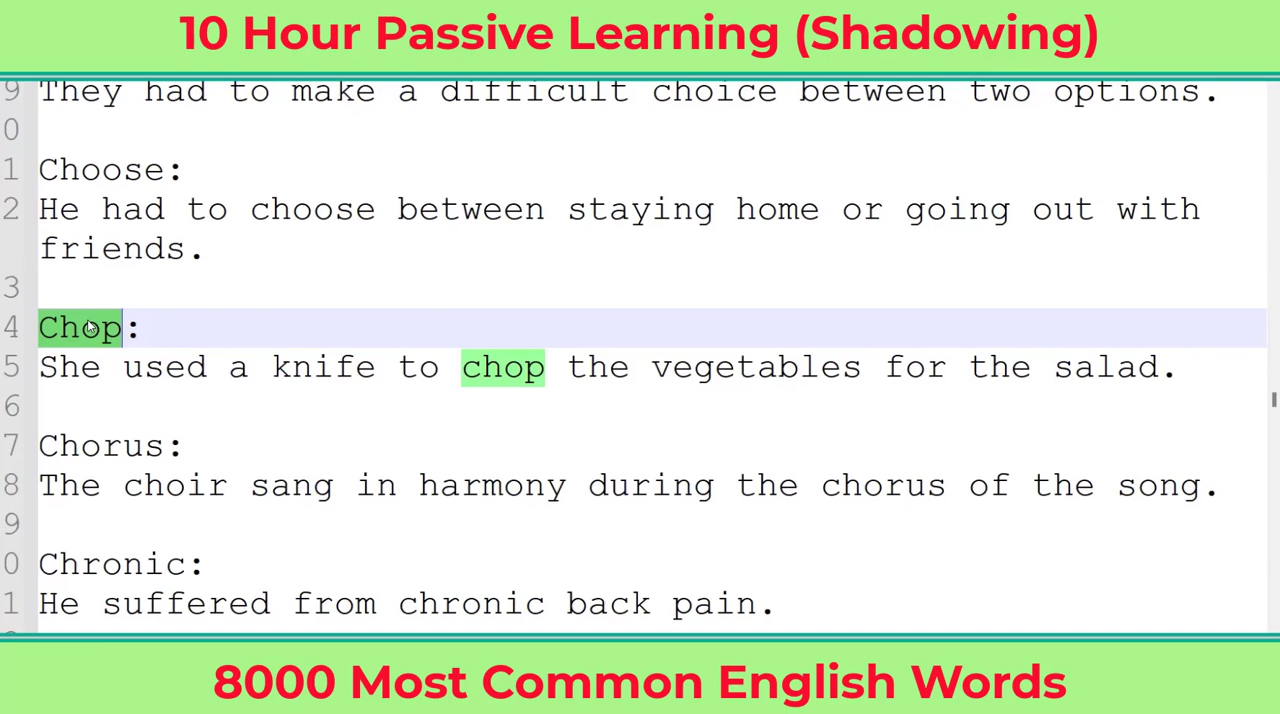 10 Hour Passive Learning (Shadowing)
9 They had to make a difficult choice between two options.
0
1 Choose:
2 He had to choose between staying home or going out with
friends.
3
4 Chop:
5 She used a knife to chop the vegetables for the salad.
6
7 Chorus:
8 The choir sang in harmony during the chorus of the song.
9
0 Chronic:
1 He suffered from chronic back pain.
8000 Most Common English Words